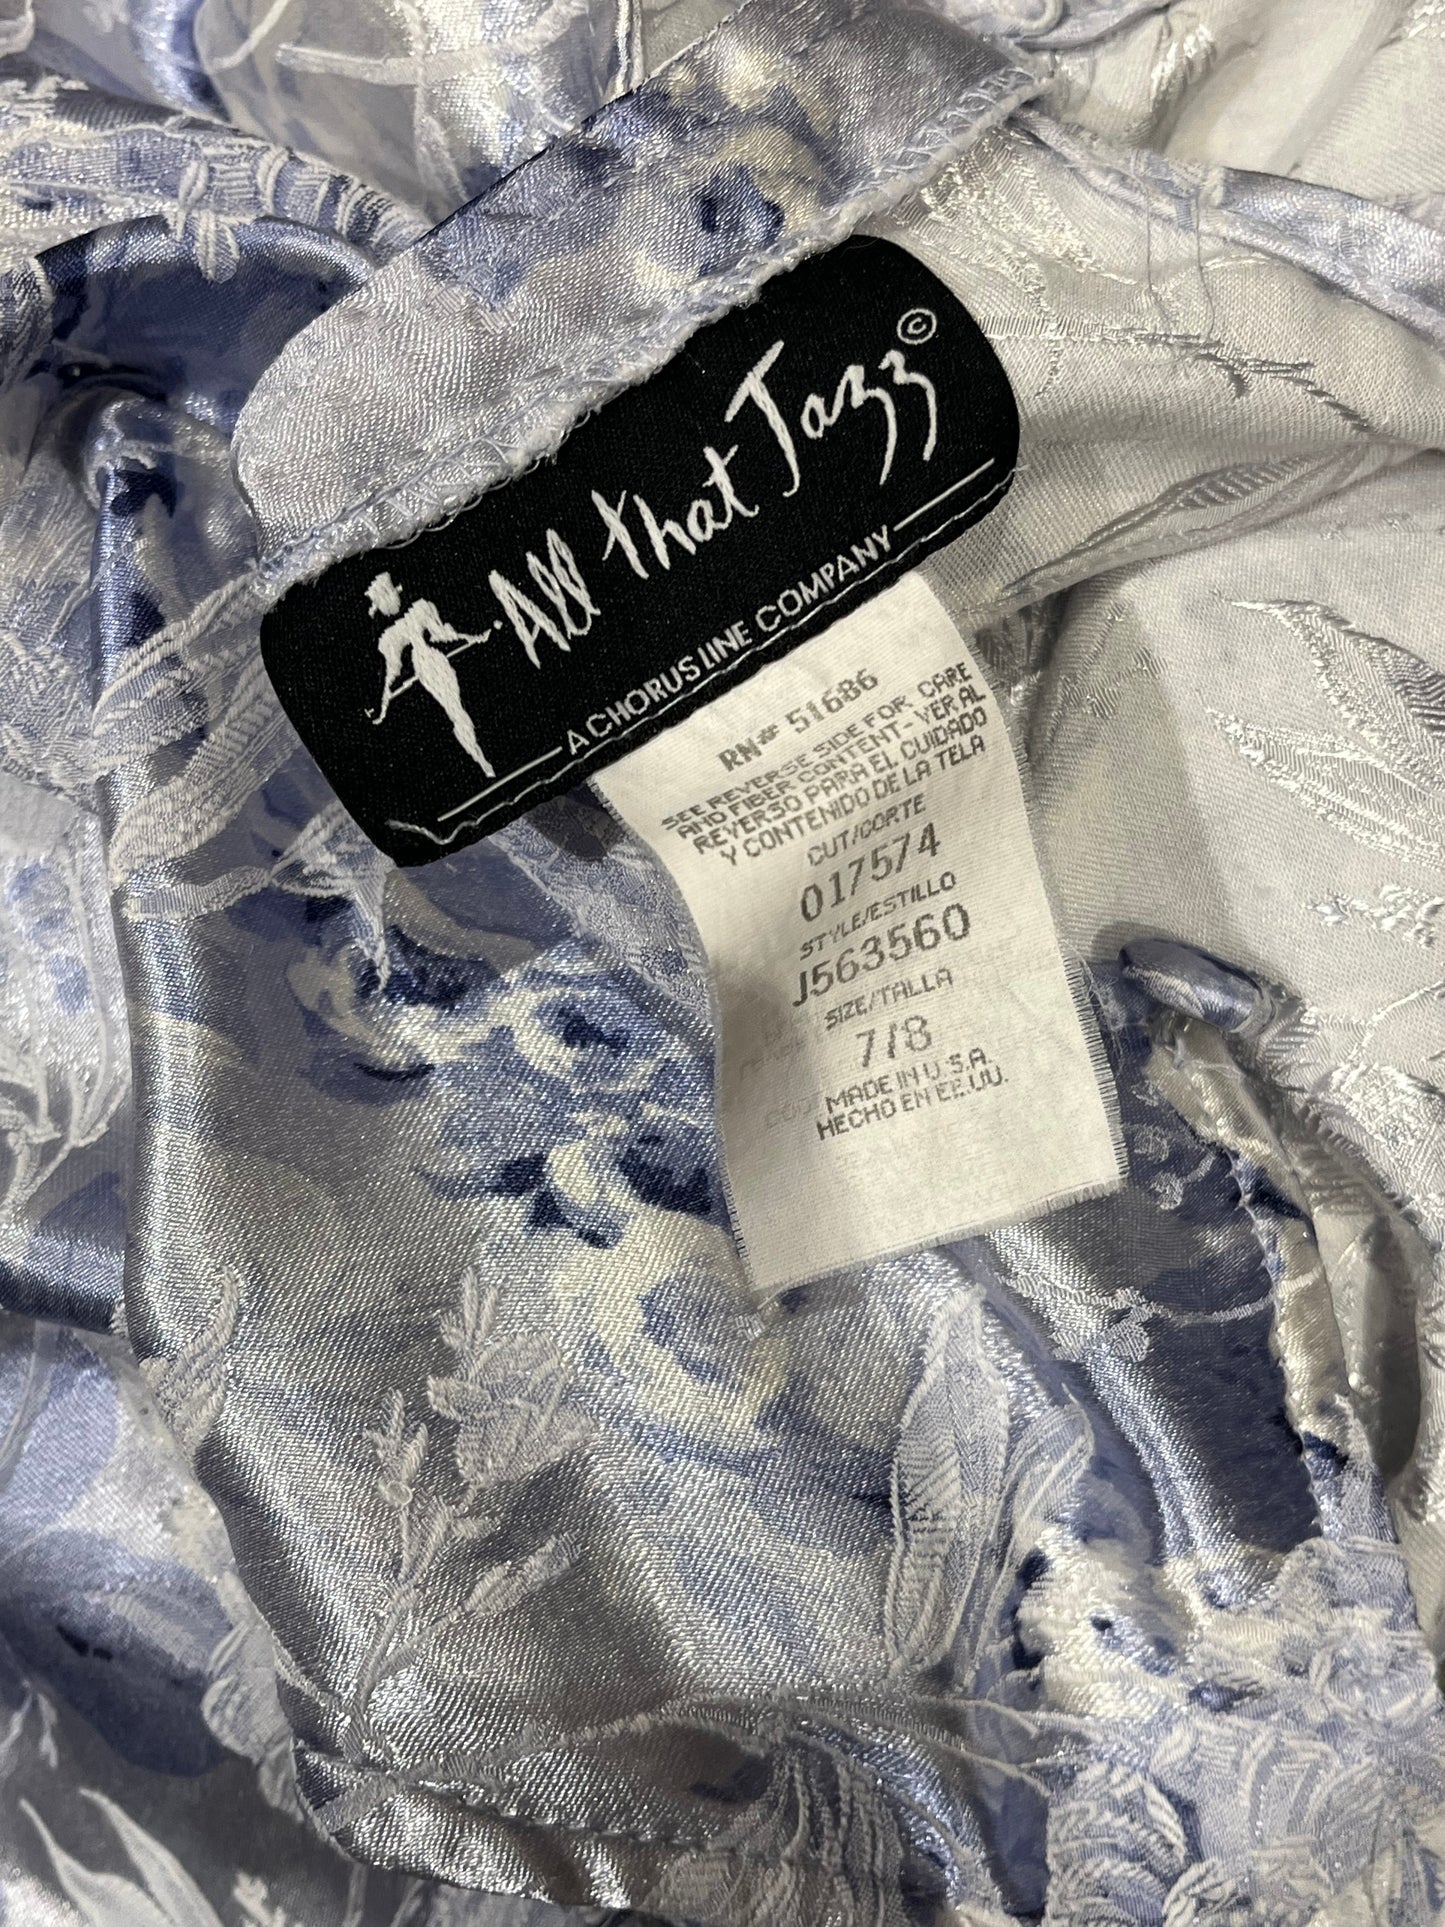 All That Jazz©
A CHORUS LINE COMPANY
RN# 51686
SEE REVERSE SIDE FOR CARE
AND FIBER CONTENT- VER AL
REVERSO PARA EL CUIDADO
Y CONTENIDO DE LA TELA
CUT/CORTE
017574
STYLE/ESTILLO
J563560
SIZE/TALLA
7/8
MADE IN U.S.A.
HECHO EN EE.UU.